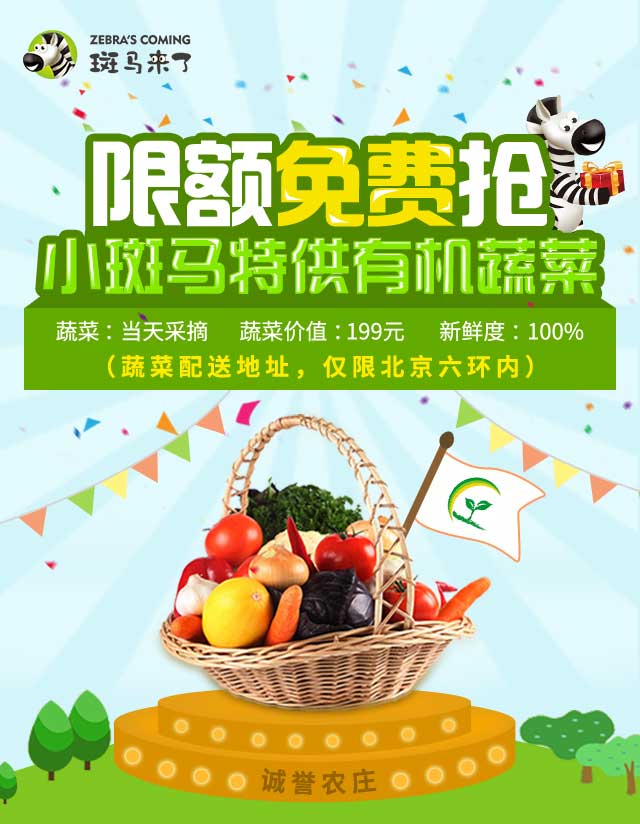 ZEBRA'S COMING
斑马来了
限额免费抢
小斑马特供有机蔬菜
蔬菜：当天采摘 蔬菜价值：199元 新鲜度：100%
（蔬菜配送地址，仅限北京六环内）
诚誉农庄